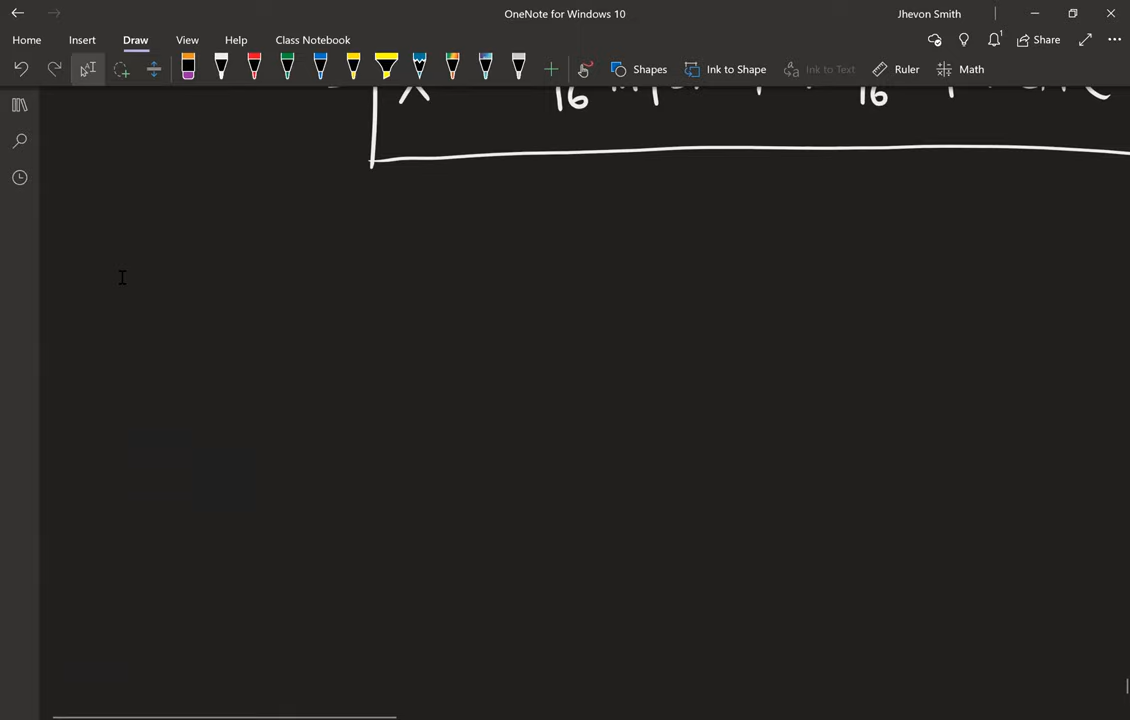 OneNote for Windows 10
Jhevon Smith
Home Insert Draw View Help Class Notebook
Share
Shapes Ink to Shape Ink to Text Ruler Math
x 16 16